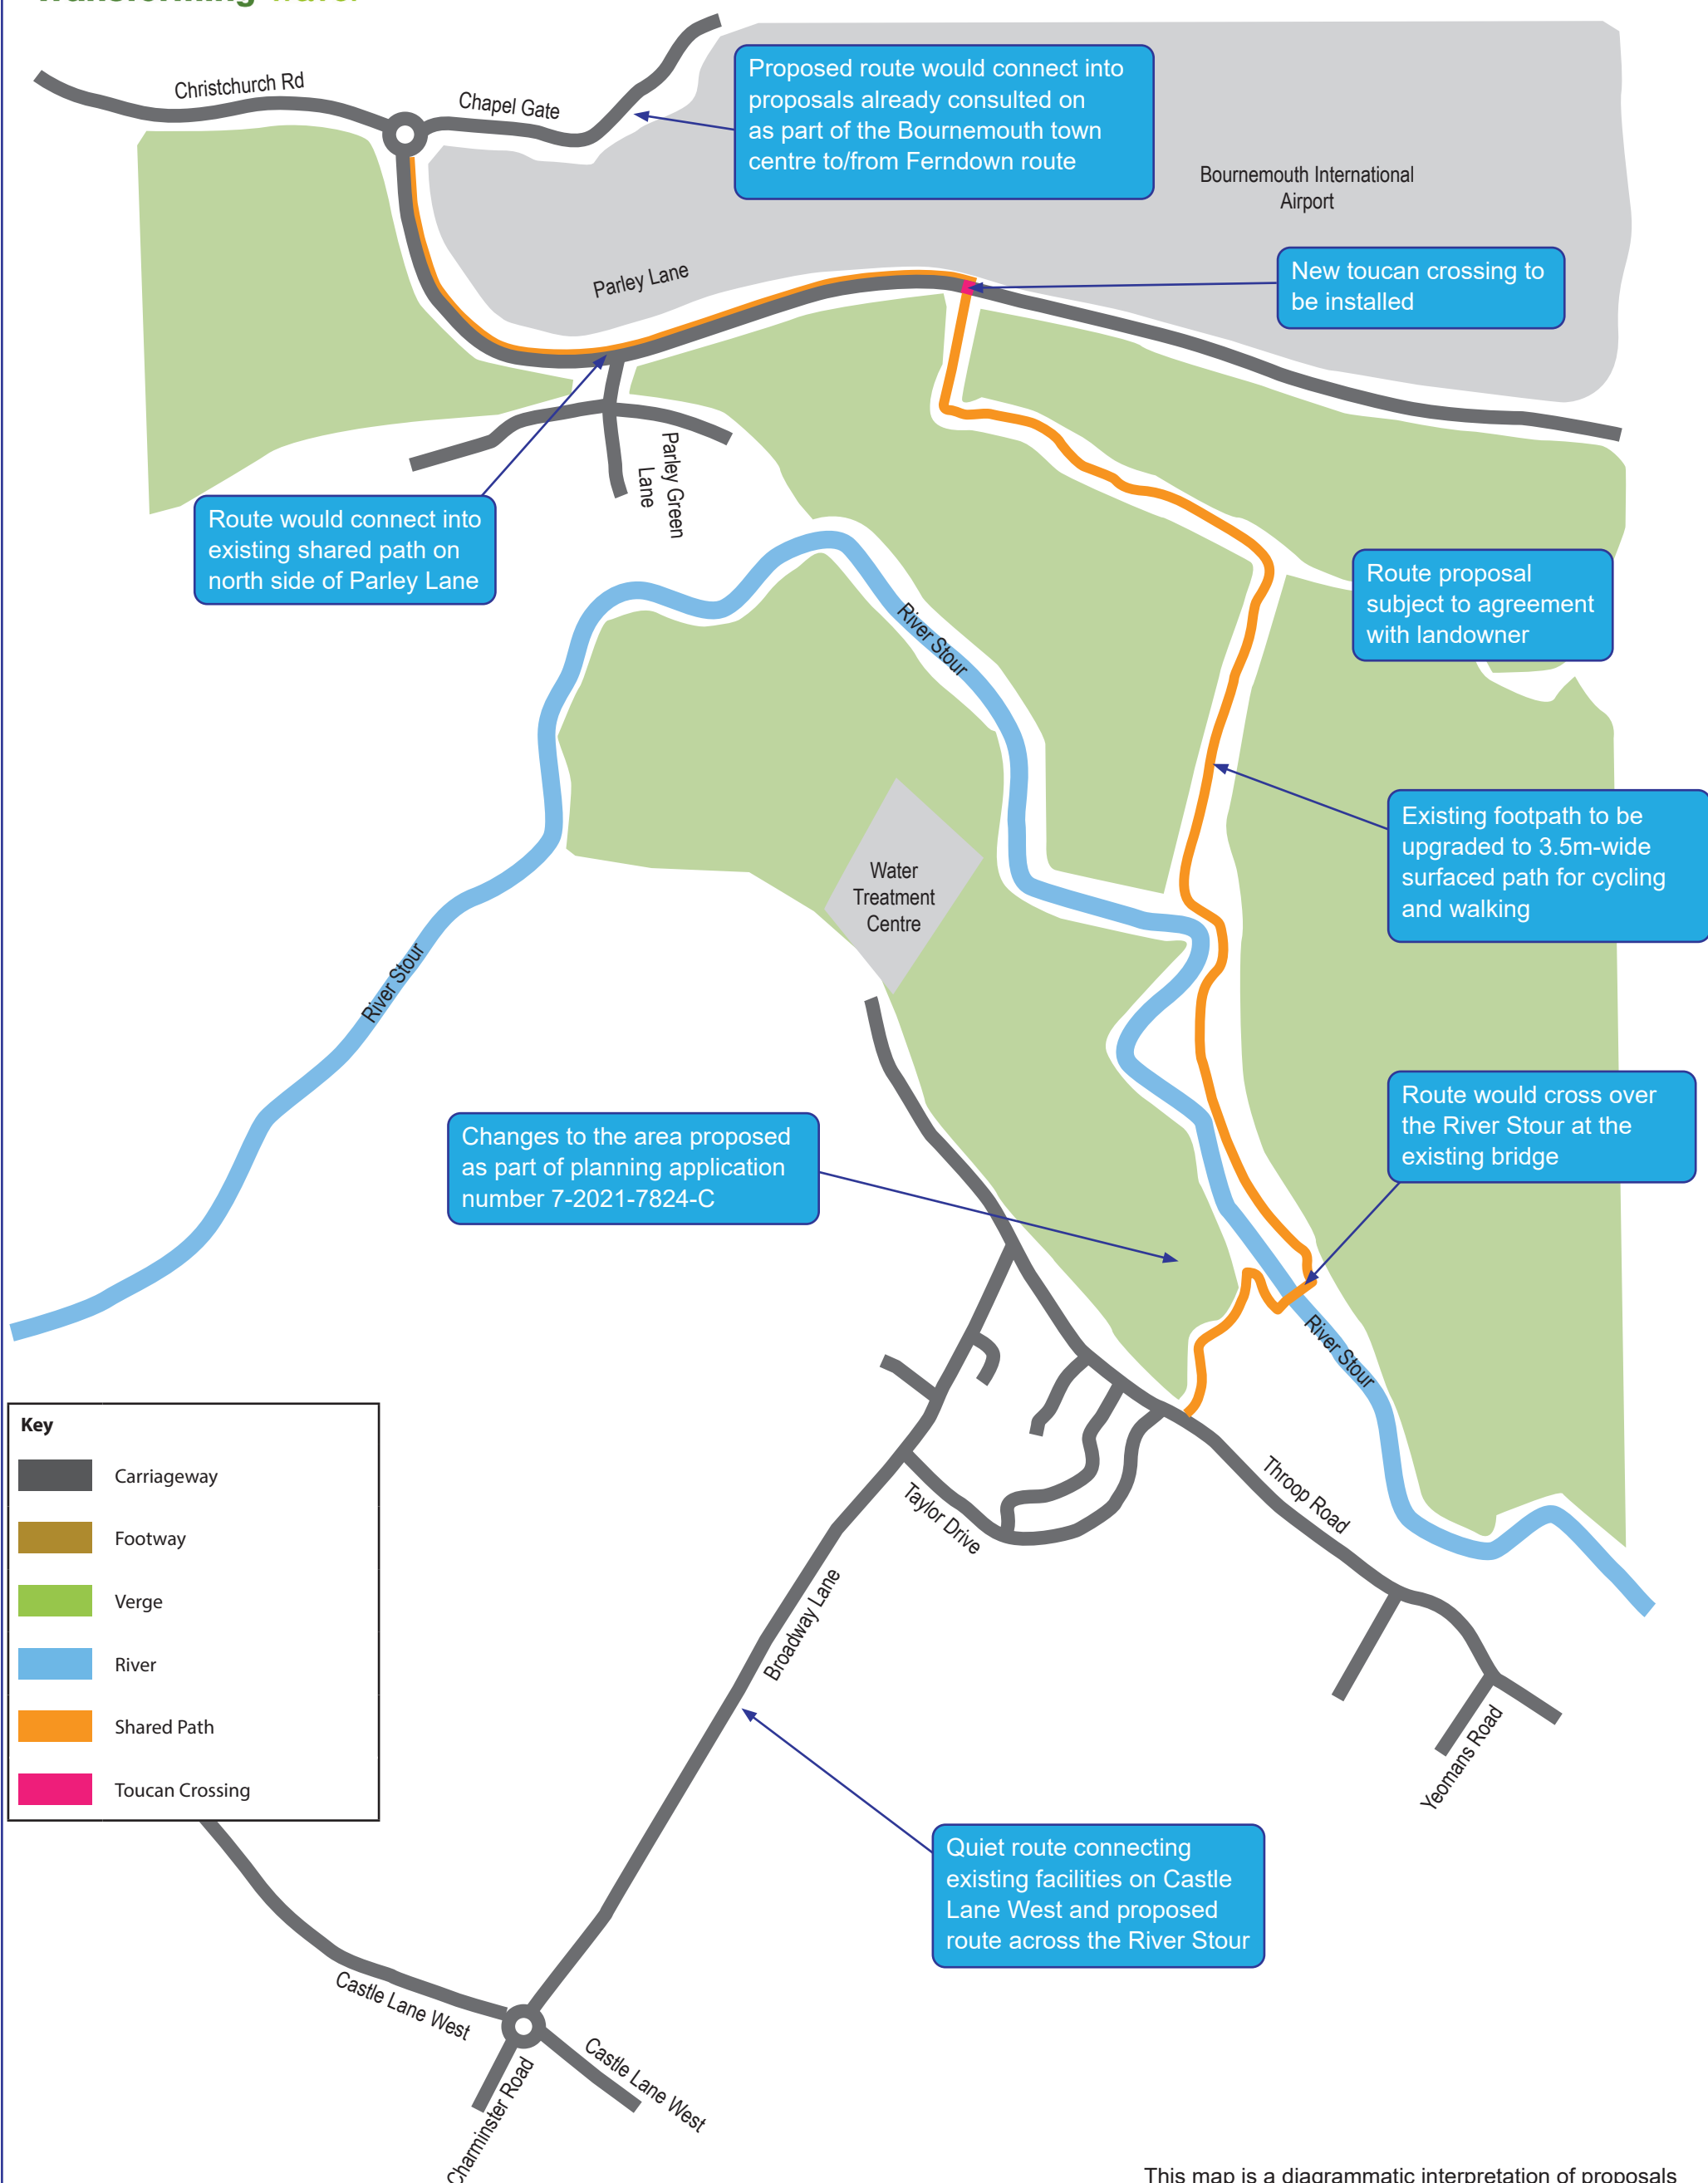 Transforming Travel
Christchurch Rd
Chapel Gate
Proposed route would connect into
proposals already consulted on
as part of the Bournemouth town
centre to/from Ferndown route
Bournemouth International
Airport
Parley Lane
New toucan crossing to
be installed
Parley Green
Lane
Route would connect into
existing shared path on
north side of Parley Lane
Route proposal
subject to agreement
with landowner
River Stour
Existing footpath to be
upgraded to 3.5m-wide
surfaced path for cycling
and walking
Water
Treatment
Centre
River Stour
Changes to the area proposed
as part of planning application
number 7-2021-7824-C
Route would cross over
the River Stour at the
existing bridge
River Stour
Key
Carriageway
Footway
Verge
River
Shared Path
Toucan Crossing
Taylor Drive
Throop Road
Broadway Lane
Yeomans Road
Quiet route connecting
existing facilities on Castle
Lane West and proposed
route across the River Stour
Castle Lane West
Castle Lane West
Charminster Road
This map is a diagrammatic interpretation of proposals